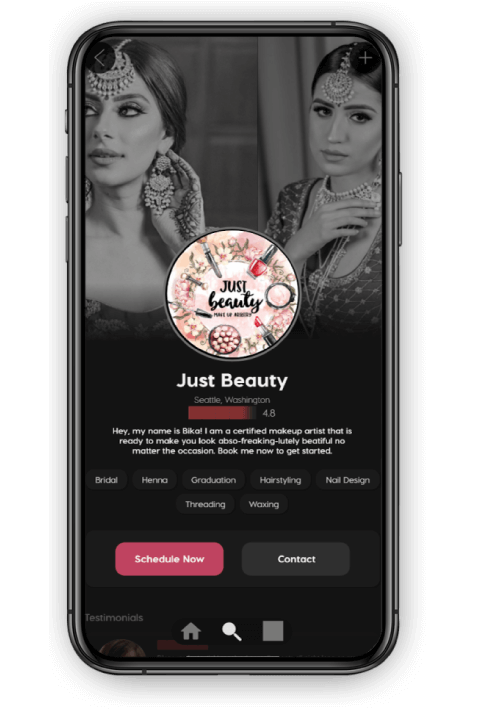 JUST
beauty
MAKE UP ARTISTRY
Just Beauty
Seattle, Washington
4.8
Hey, my name is Bika! I am a certified makeup artist that is
ready to make you look abso-freaking-lutely beatiful no
matter the occasion. Book me now to get started.
Bridal Henna Graduation Hairstyling Nail Design
Threading Waxing
Schedule Now Contact
Testimonials